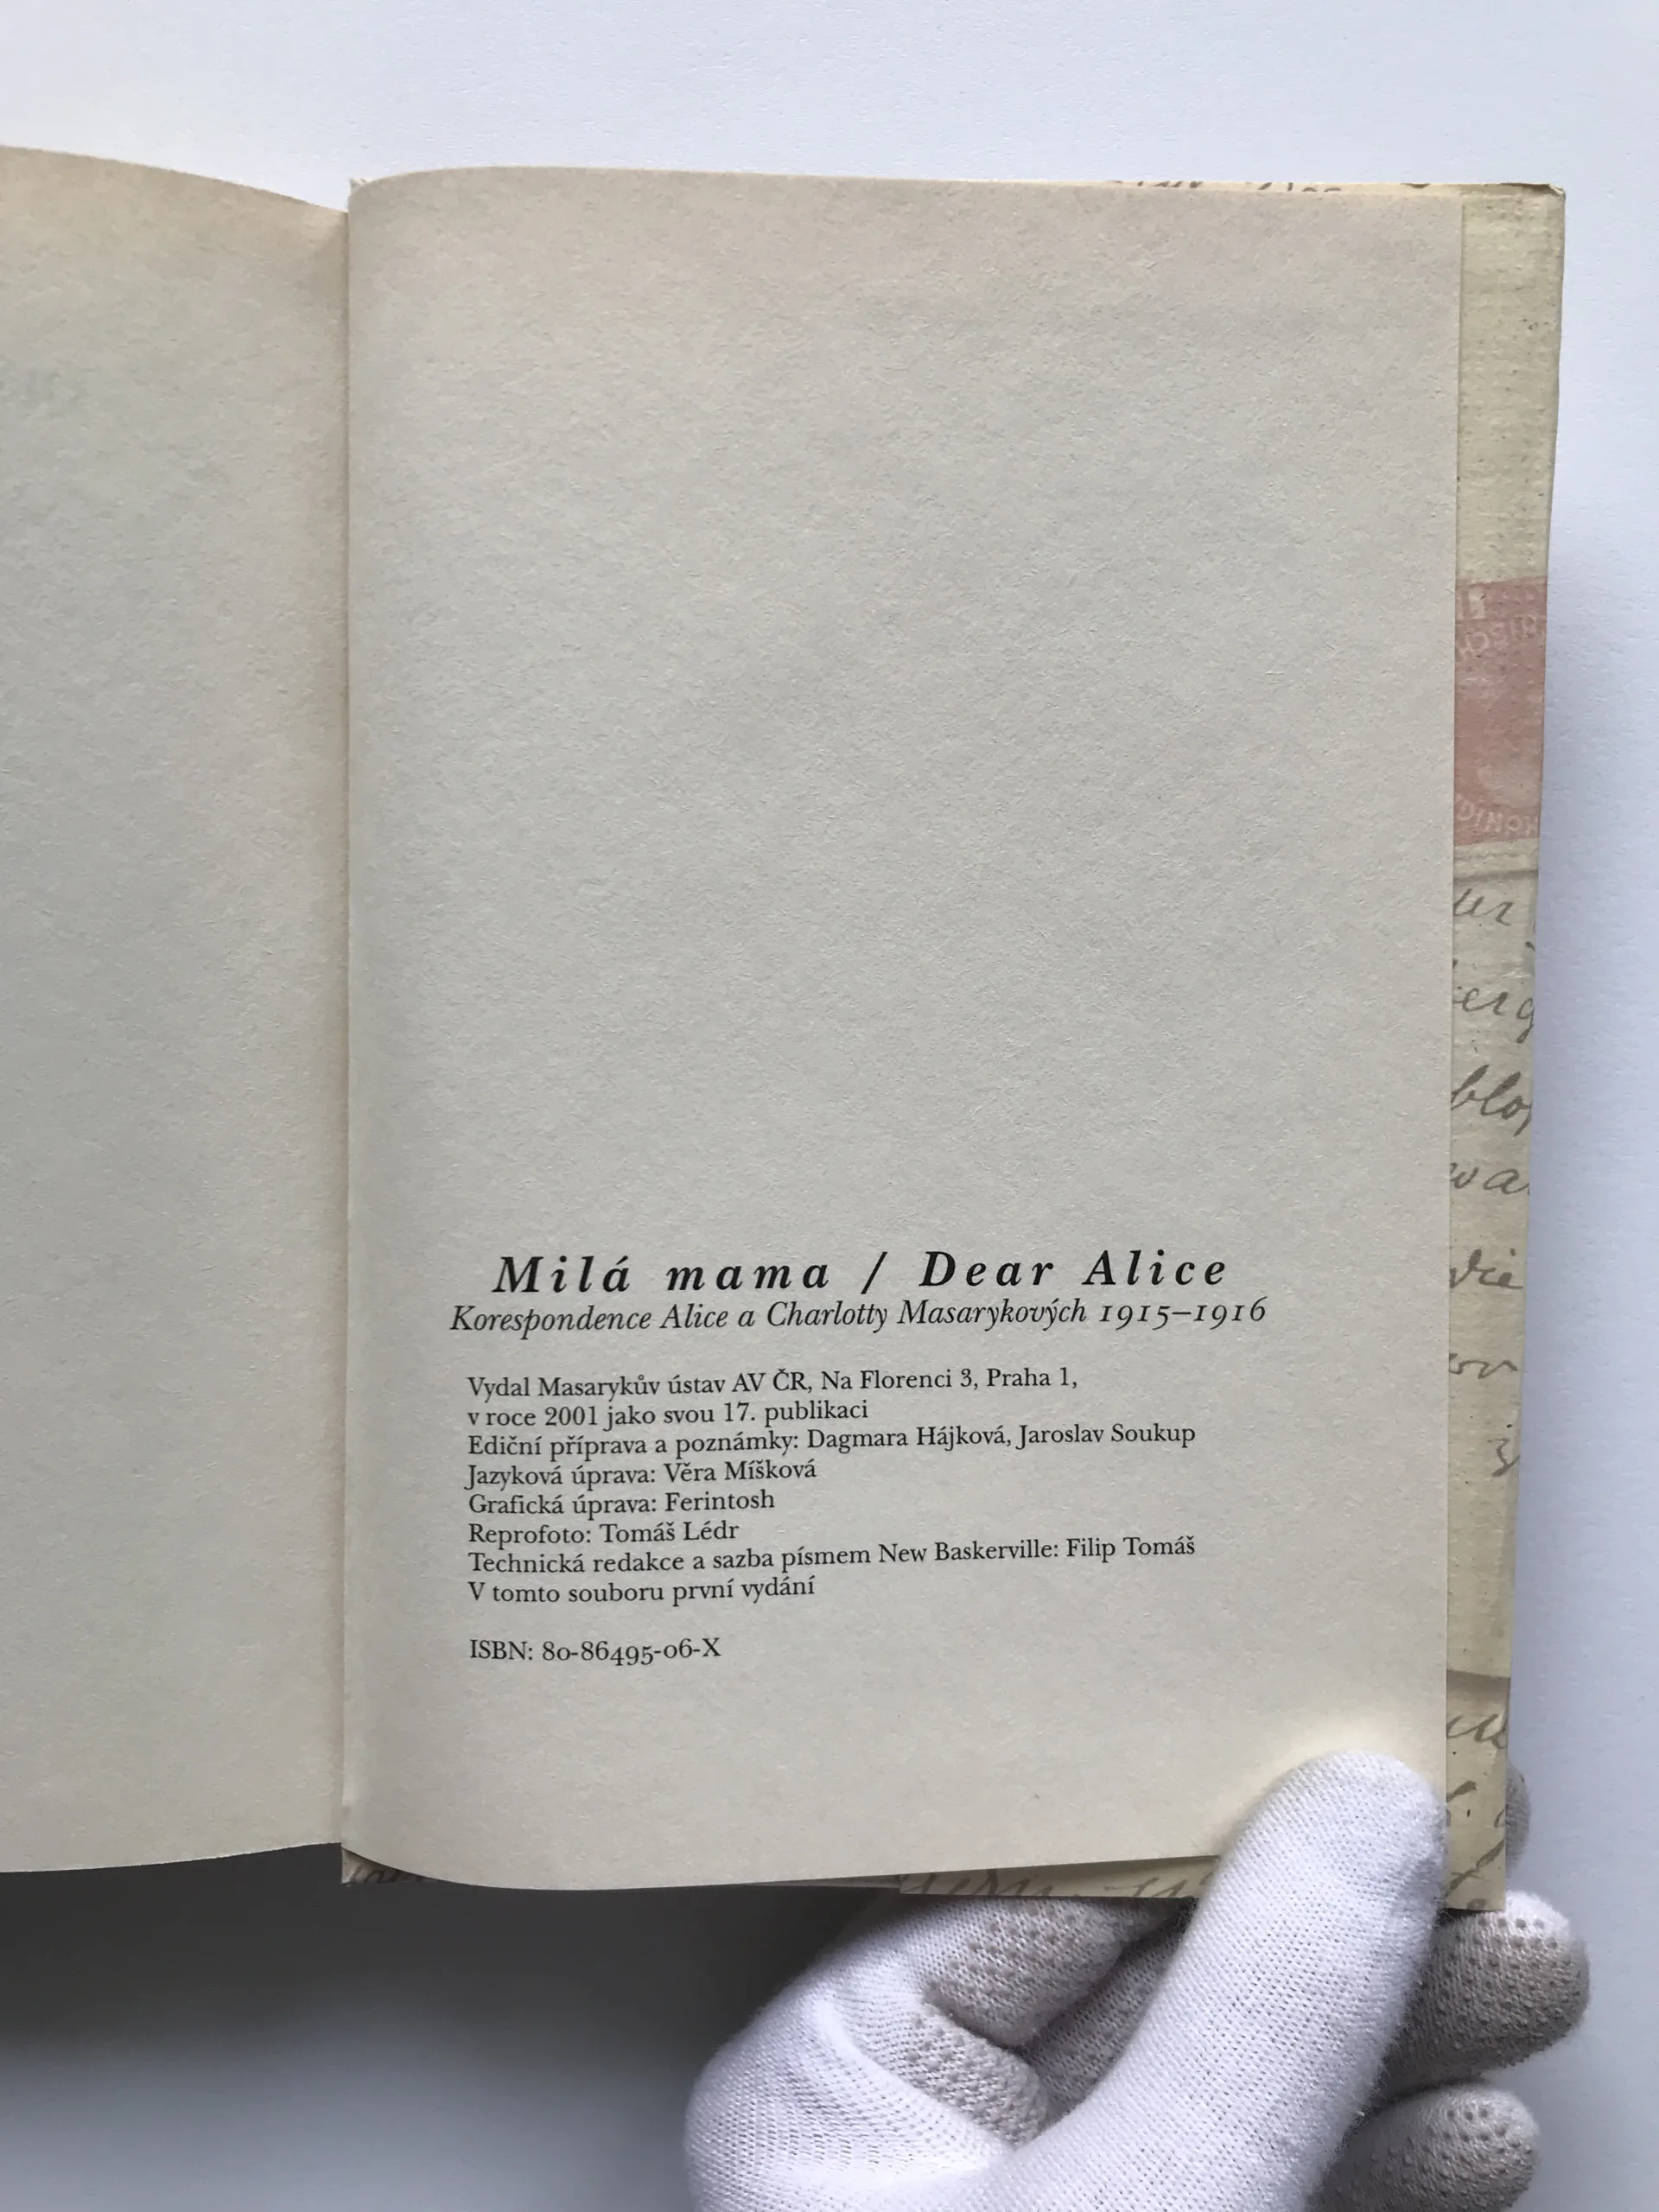 Milá mama / Dear Alice
Korespondence Alice a Charlotty Masarykových 1915–1916
Vydal Masarykův ústav AV ČR, Na Florenci 3, Praha 1,
v roce 2001 jako svou 17. publikaci
Ediční příprava a poznámky: Dagmara Hájková, Jaroslav Soukup
Jazyková úprava: Věra Míšková
Grafická úprava: Ferintosh
Reprofoto: Tomáš Lédr
Technická redakce a sazba písmem New Baskerville: Filip Tomáš
V tomto souboru první vydání
ISBN: 80-86495-06-X